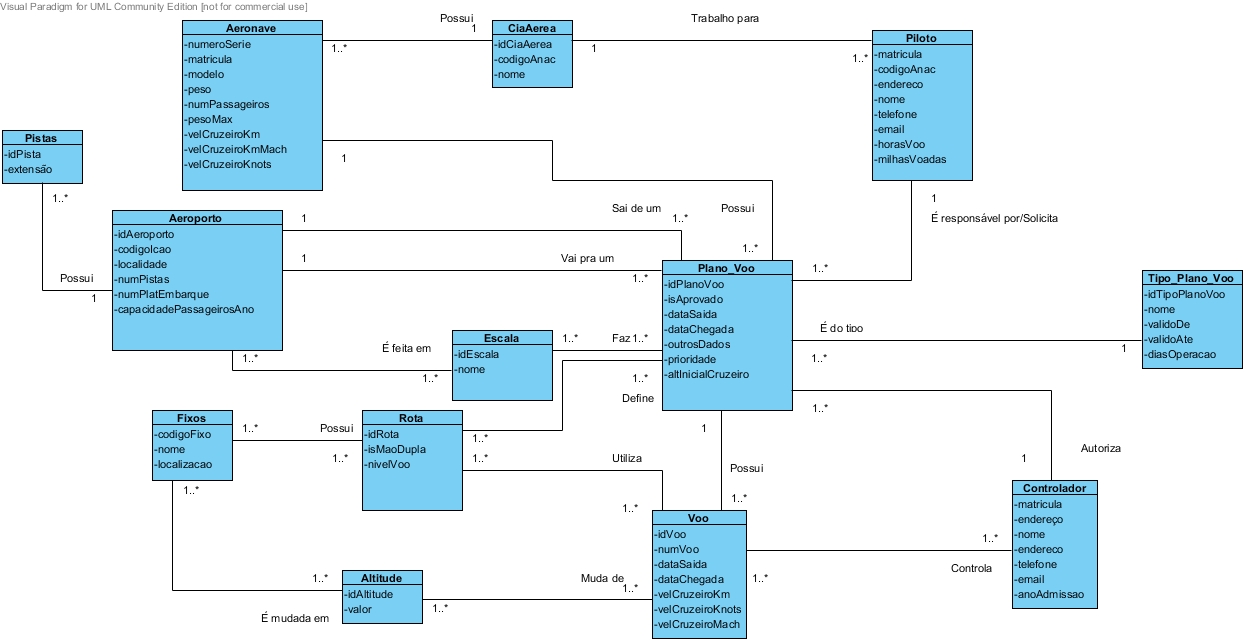 Visual Paradigm for UML Community Edition [not for commercial use]
Aeronave
-numeroSerie
-matricula
-modelo
-peso
-numPassageiros
-pesoMax
-velCruzeiroKm
-velCruzeiroKmMach
-velCruzeiroKnots
Possui
1
1..*
CiaAerea
-idCiaAerea
-codigoAnac
-nome
Trabalho para
1
1..*
Piloto
-matricula
-codigoAnac
-endereco
-nome
-telefone
-email
-horasVoo
-milhasVoadas
Pistas
-idPista
-extensão
1..*
Possui
1
1
Possui
1..*
1
É responsável por/Solicita
1..*
Aeroporto
-idAeroporto
-codigoIcao
-localidade
-numPistas
-numPlatEmbarque
-capacidadePassageirosAno
1
Sai de um
1..*
1
Vai pra um
1..*
Plano_Voo
-idPlanoVoo
-isAprovado
-dataSaida
-dataChegada
-outrosDados
-prioridade
-altInicialCruzeiro
Tipo_Plano_Voo
-idTipoPlanoVoo
-nome
-validoDe
-validoAte
-diasOperacao
É do tipo
1
1..*
Escala
-idEscala
-nome
1..*
Faz
1..*
1..*
É feita em
1..*
1..*
Define
1..*
Fixos
-codigoFixo
-nome
-localizacao
1..*
Possui
1..*
Rota
-idRota
-isMaoDupla
-nivelVoo
1..*
Utiliza
1..*
1
Possui
1..*
1..*
Autoriza
1
Controlador
-matricula
-endereço
-nome
-endereco
-telefone
-email
-anoAdmissao
Voo
-idVoo
-numVoo
-dataSaida
-dataChegada
-velCruzeiroKm
-velCruzeiroKnots
-velCruzeiroMach
1..*
Controla
1..*
1..*
1..*
É mudada em
Altitude
-idAltitude
-valor
Muda de
1..*
1..*